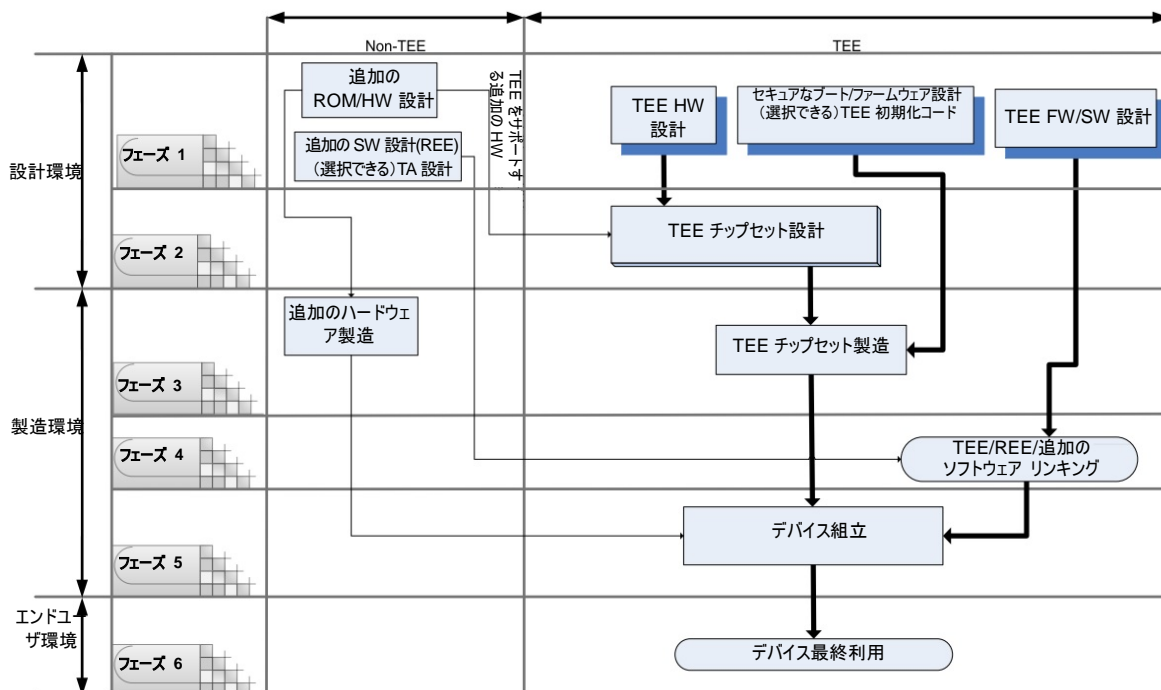 Non-TEE
TEE
設計環境
フェーズ 1
追加の
ROM/HW 設計
追加の SW 設計(REE)
（選択できる）TA 設計
TEE をサポートす
る追加の HW
TEE HW
設計
セキュアなブート/ファームウェア設計
（選択できる）TEE 初期化コード
TEE FW/SW 設計
フェーズ 2
TEE チップセット設計
製造環境
フェーズ 3
追加のハードウェ
ア製造
TEE チップセット製造
フェーズ 4
TEE/REE/追加の
ソフトウェア リンキング
フェーズ 5
デバイス組立
エンドユー
ザ環境
フェーズ 6
デバイス最終利用